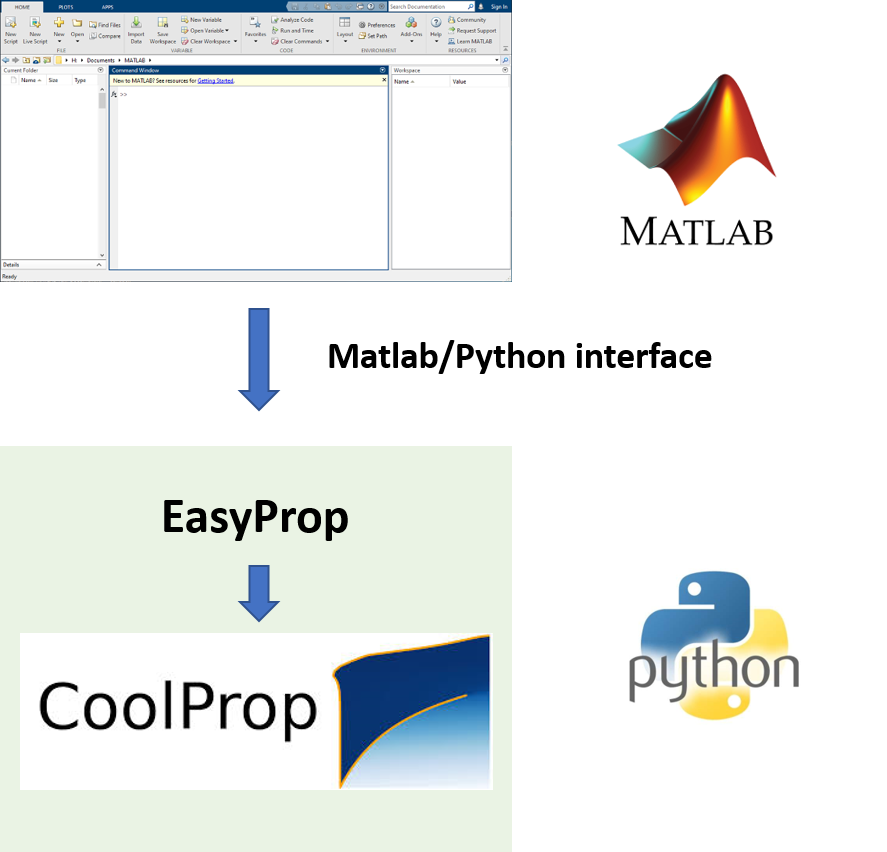 HOME PLOTS APPS
Search Documentation
Sign In
New Script
New Live Script
New
Open
Find Files
Compare
Import Data
Save Workspace
New Variable
Open Variable
Clear Workspace
Favorites
Analyze Code
Run and Time
Clear Commands
Layout
Preferences
Set Path
Add-Ons
Help
Community
Request Support
Learn MATLAB
FILE VARIABLE CODE ENVIRONMENT RESOURCES
H: Documents MATLAB
Current Folder
Name Size Type
Command Window
New to MATLAB? See resources for Getting Started.
fx >>
Workspace
Name Value
Details
Ready
MATLAB
Matlab/Python interface
EasyProp
CoolProp
python